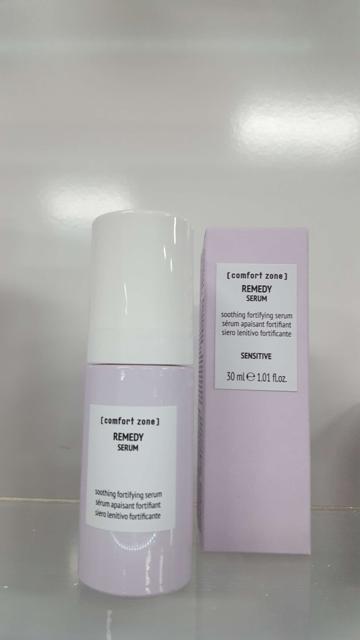 [comfort zone]
REMEDY
SERUM
soothing fortifying serum
sérum apaisant fortifiant
siero lenitivo fortificante
[comfort zone]
REMEDY
SERUM
soothing fortifying serum
sérum apaisant fortifiant
siero lenitivo fortificante
SENSITIVE
30 ml ℮ 1.01 fl.oz.